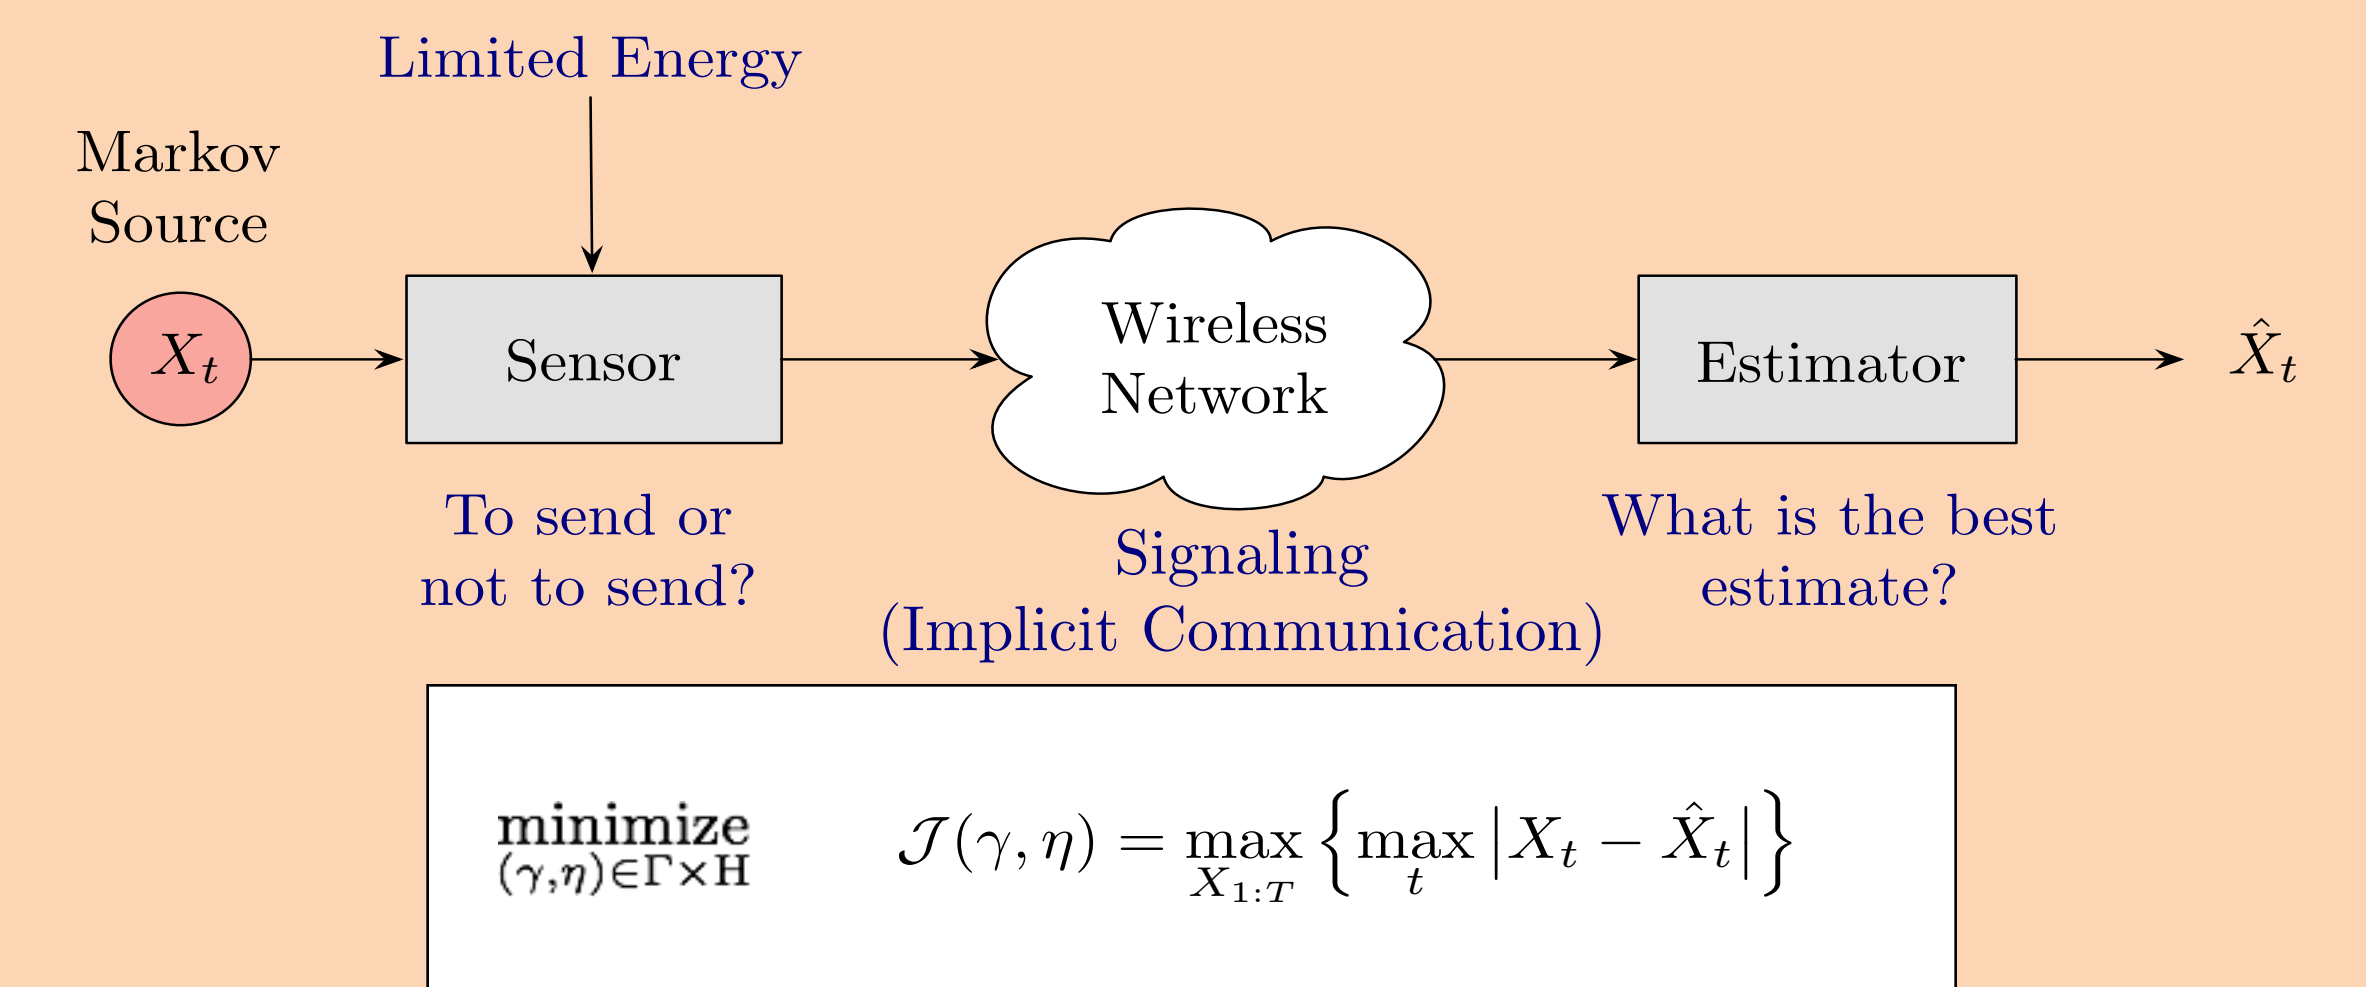 Limited Energy
Markov
Source
X_t
Sensor
Wireless
Network
Estimator
X̂_t
To send or
not to send?
Signaling
(Implicit Communication)
What is the best
estimate?
minimize
(γ,η)∈Γ×H
𝒥(γ, η) = max_{X_{1:T}} { max_t |X_t − X̂_t| }